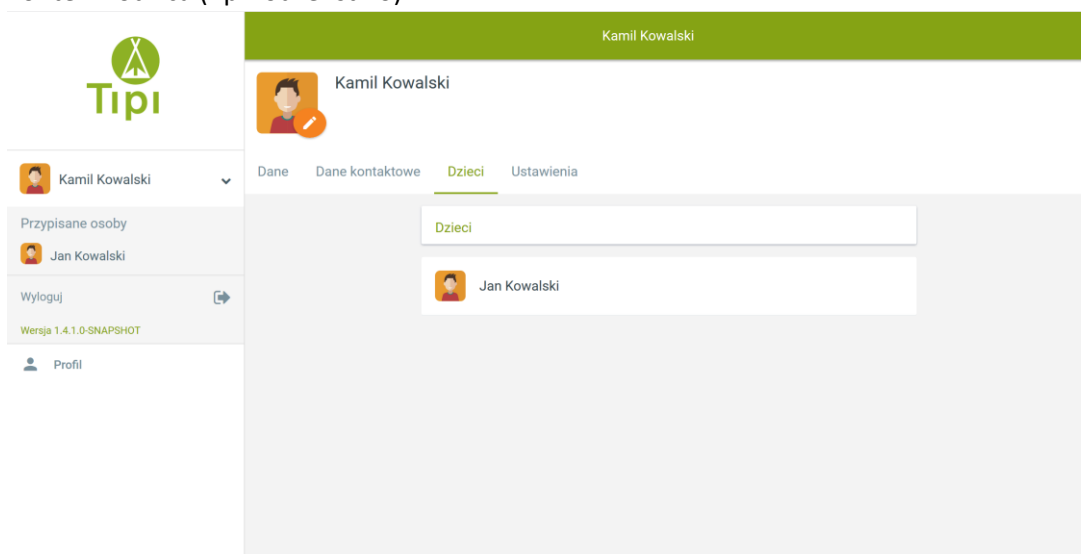 Tipi
Kamil Kowalski
Przypisane osoby
Jan Kowalski
Wyloguj
Wersja 1.4.1.0-SNAPSHOT
Profil
Kamil Kowalski
Kamil Kowalski
Dane Dane kontaktowe Dzieci Ustawienia
Dzieci
Jan Kowalski